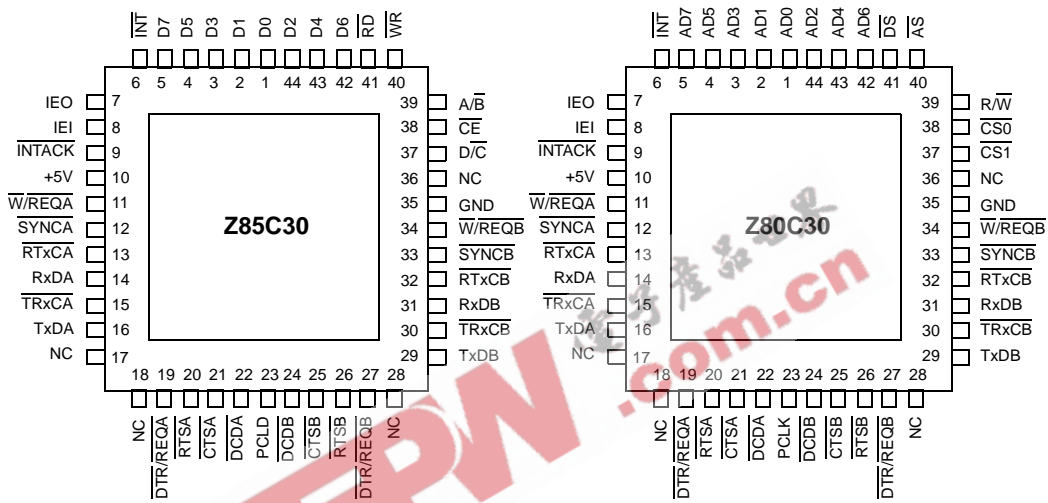 INT D7 D5 D3 D1 D0 D2 D4 D6 RD WR
6 5 4 3 2 1 44 43 42 41 40
IEO 7
IEI 8
INTACK 9
+5V 10
W/REQA 11
SYNCA 12
RTxCA 13
RxDA 14
TRxCA 15
TxDA 16
NC 17
Z85C30
39 A/B
38 CE
37 D/C
36 NC
35 GND
34 W/REQB
33 SYNCB
32 RTxCB
31 RxDB
30 TRxCB
29 TxDB
18 19 20 21 22 23 24 25 26 27 28
NC DTR/REQA RTSA CTSA DCDA PCLD DCDB CTSB RTSB DTR/REQB NC
INT AD7 AD5 AD3 AD1 AD0 AD2 AD4 AD6 DS AS
6 5 4 3 2 1 44 43 42 41 40
IEO 7
IEI 8
INTACK 9
+5V 10
W/REQA 11
SYNCA 12
RTxCA 13
RxDA 14
TRxCA 15
TxDA 16
NC 17
Z80C30
39 R/W
38 CS0
37 CS1
36 NC
35 GND
34 W/REQB
33 SYNCB
32 RTxCB
31 RxDB
30 TRxCB
29 TxDB
18 19 20 21 22 23 24 25 26 27 28
NC DTR/REQA RTSA CTSA DCDA PCLK DCDB CTSB RTSB DTR/REQB NC
電子產品世界
.com.cn